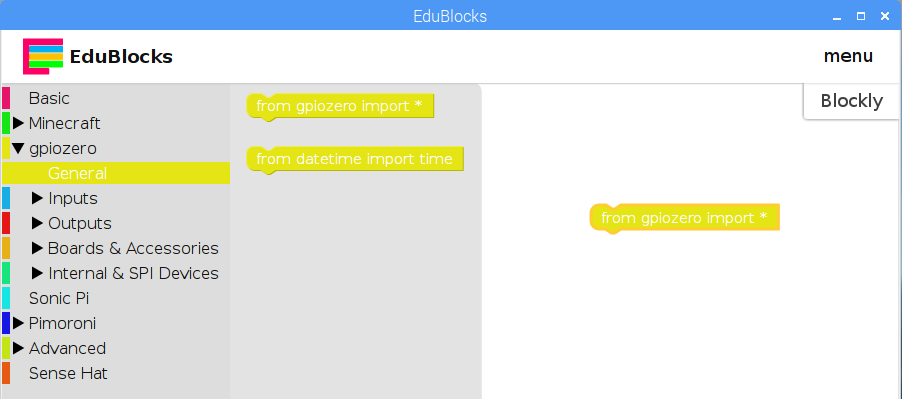 EduBlocks
EduBlocks
menu
Basic
Minecraft
gpiozero
General
Inputs
Outputs
Boards & Accessories
Internal & SPI Devices
Sonic Pi
Pimoroni
Advanced
Sense Hat
from gpiozero import *
from datetime import time
Blockly
from gpiozero import *